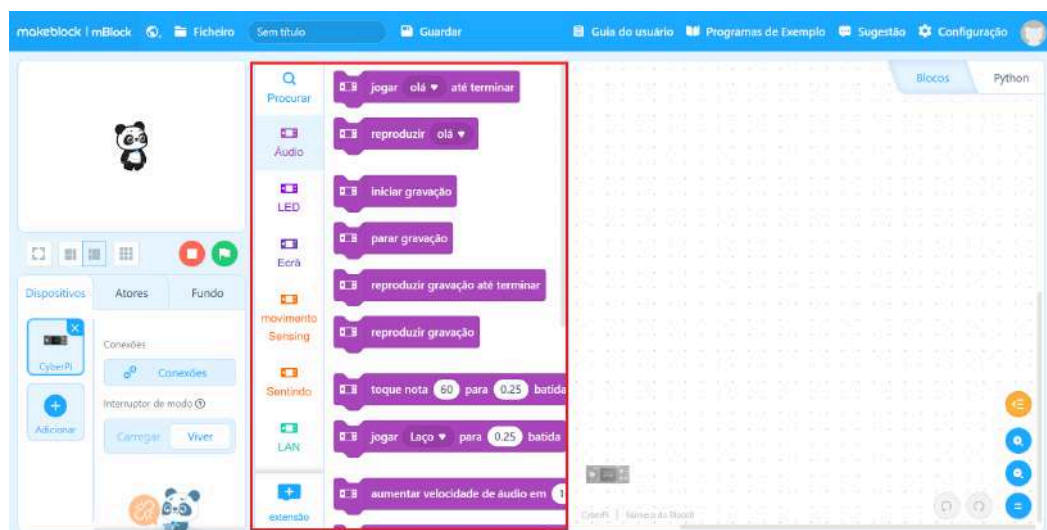 makeblock | mBlock Ficheiro Sem título Guardar Guia do usuário Programas de Exemplo Sugestão Configuração
Blocos Python
Procurar
Áudio
LED
Ecrã
movimento
Sensing
Sentindo
LAN
extensão
jogar olá até terminar
reproduzir olá
iniciar gravação
parar gravação
reproduzir gravação até terminar
reproduzir gravação
toque nota 60 para 0.25 batida
jogar Laço para 0.25 batida
aumentar velocidade de áudio em 1
Dispositivos Atores Fundo
CyberPi
Adicionar
Conexões
Conexões
Interruptor de modo
Carregar Viver
CyberPi